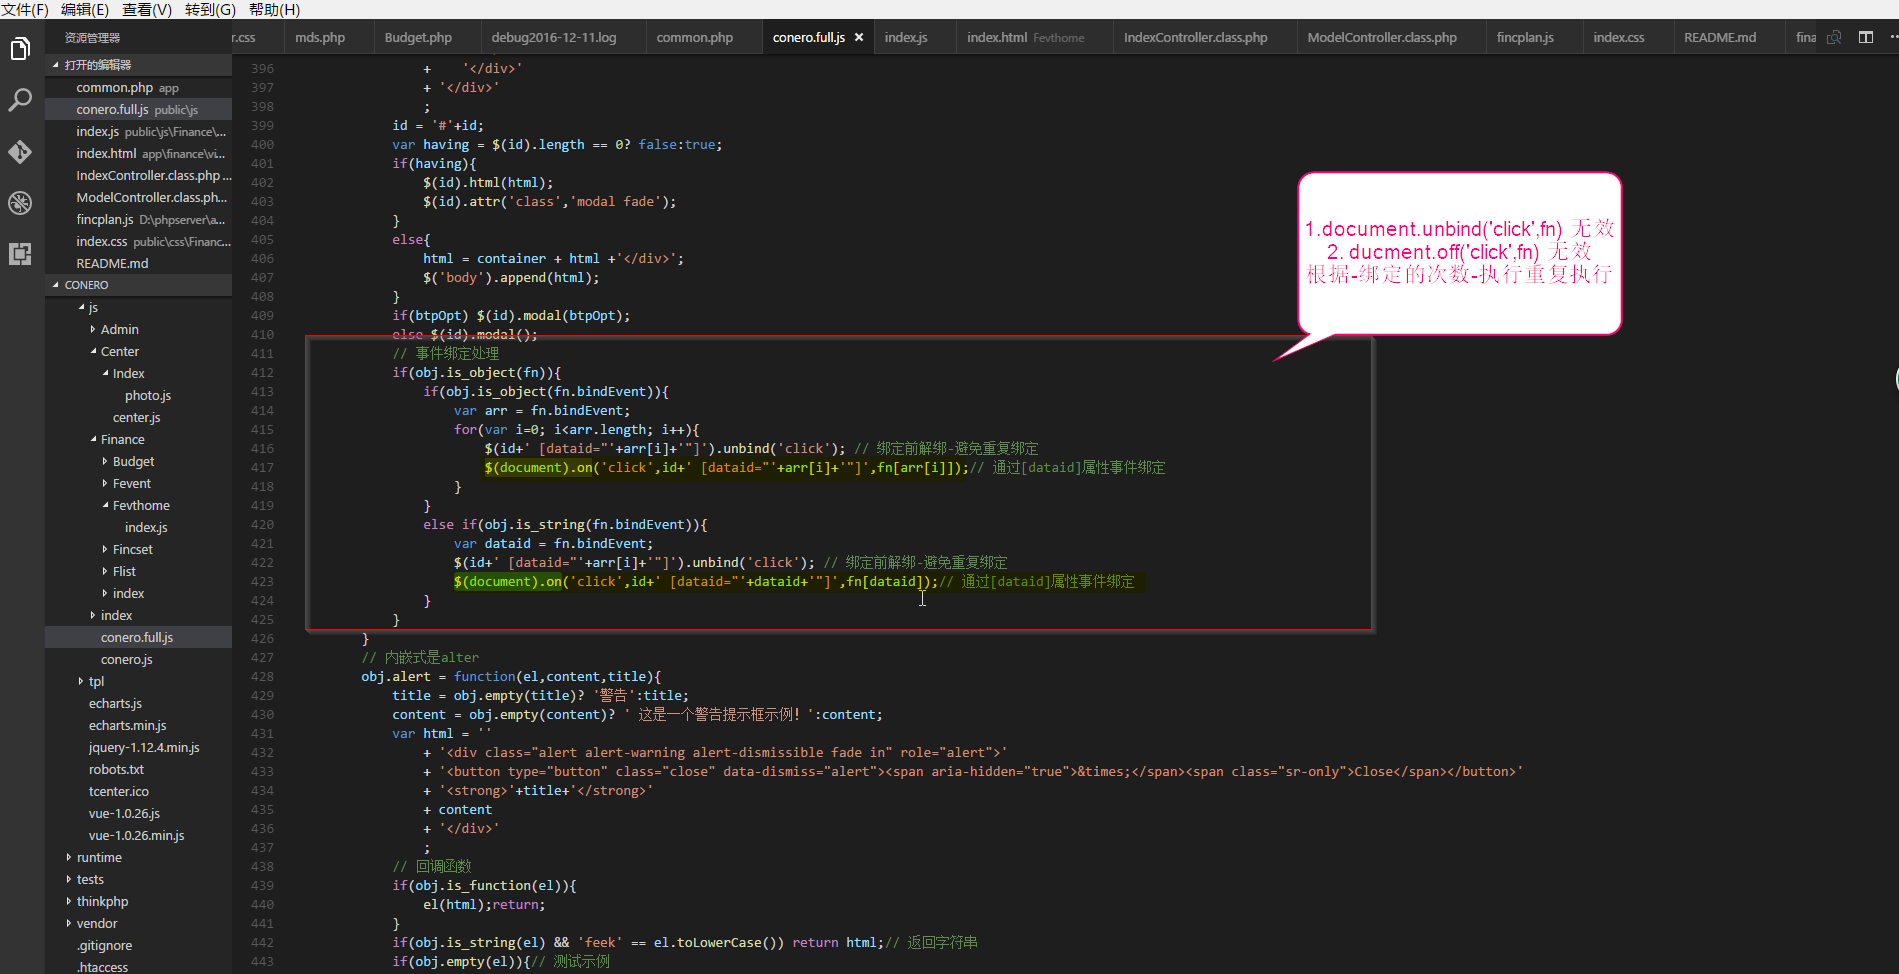 文件(F) 编辑(E) 查看(V) 转到(G) 帮助(H)
资源管理器
r.css mds.php Budget.php debug2016-12-11.log common.php conero.full.js × index.js index.html Fevthome IndexController.class.php ModelController.class.php fincplan.js index.css README.md fina
打开的编辑器
common.php app
conero.full.js public\js
index.js public\js\Finance\...
index.html app\finance\vi...
IndexController.class.php ...
ModelController.class.ph...
fincplan.js D:\phpserver\a...
index.css public\css\Financ...
README.md
CONERO
js
Admin
Center
Index
photo.js
center.js
Finance
Budget
Fevent
Fevthome
index.js
Fincset
Flist
index
index
conero.full.js
conero.js
tpl
echarts.js
echarts.min.js
jquery-1.12.4.min.js
robots.txt
tcenter.ico
vue-1.0.26.js
vue-1.0.26.min.js
runtime
tests
thinkphp
vendor
.gitignore
.htaccess
396 + '</div>'
397 + '</div>'
398 ;
399 id = '#'+id;
400 var having = $(id).length == 0? false:true;
401 if(having){
402 $(id).html(html);
403 $(id).attr('class','modal fade');
404 }
405 else{
406 html = container + html +'</div>';
407 $('body').append(html);
408 }
409 if(btpOpt) $(id).modal(btpOpt);
410 else $(id).modal();
411 // 事件绑定处理
412 if(obj.is_object(fn)){
413 if(obj.is_object(fn.bindEvent)){
414 var arr = fn.bindEvent;
415 for(var i=0; i<arr.length; i++){
416 $(id+' [dataid="'+arr[i]+'"]').unbind('click'); // 绑定前解绑-避免重复绑定
417 $(document).on('click',id+' [dataid="'+arr[i]+'"]',fn[arr[i]]);// 通过[dataid]属性事件绑定
418 }
419 }
420 else if(obj.is_string(fn.bindEvent)){
421 var dataid = fn.bindEvent;
422 $(id+' [dataid="'+arr[i]+'"]').unbind('click'); // 绑定前解绑-避免重复绑定
423 $(document).on('click',id+' [dataid="'+dataid+'"]',fn[dataid]);// 通过[dataid]属性事件绑定
424 }
425 }
426 }
427 // 内嵌式是alter
428 obj.alert = function(el,content,title){
429 title = obj.empty(title)? '警告':title;
430 content = obj.empty(content)? ' 这是一个警告提示框示例! ':content;
431 var html = ''
432 + '<div class="alert alert-warning alert-dismissible fade in" role="alert">'
433 + '<button type="button" class="close" data-dismiss="alert"><span aria-hidden="true">&times;</span><span class="sr-only">Close</span></button>'
434 + '<strong>'+title+'</strong>'
435 + content
436 + '</div>'
437 ;
438 // 回调函数
439 if(obj.is_function(el)){
440 el(html);return;
441 }
442 if(obj.is_string(el) && 'feek' == el.toLowerCase()) return html;// 返回字符串
443 if(obj.empty(el)){// 测试示例
1.document.unbind('click',fn) 无效
2. ducment.off('click',fn) 无效
根据-绑定的次数-执行重复执行